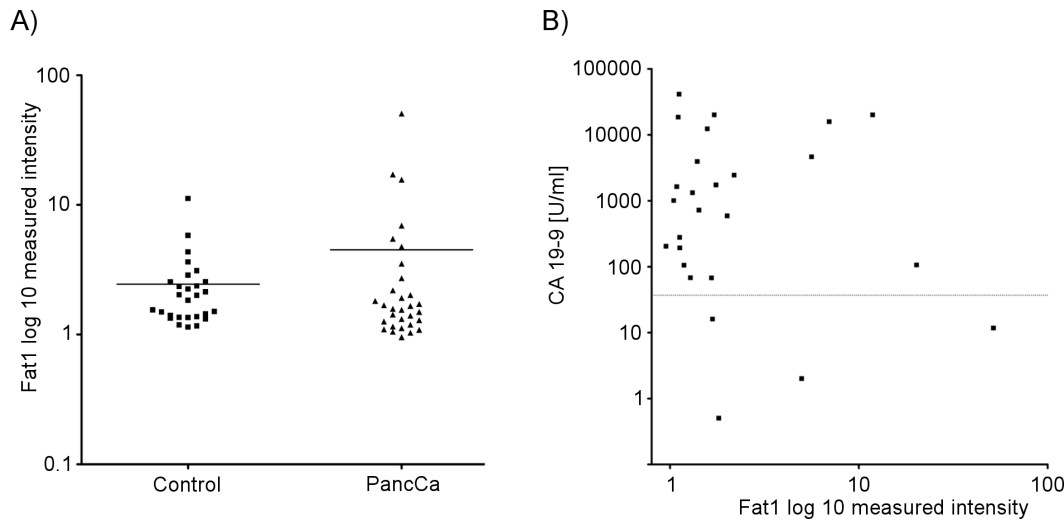 A)
Fat1 log 10 measured intensity
100
10
1
0.1
Control PancCa
B)
CA 19-9 [U/ml]
100000
10000
1000
100
10
1
1 10 100
Fat1 log 10 measured intensity